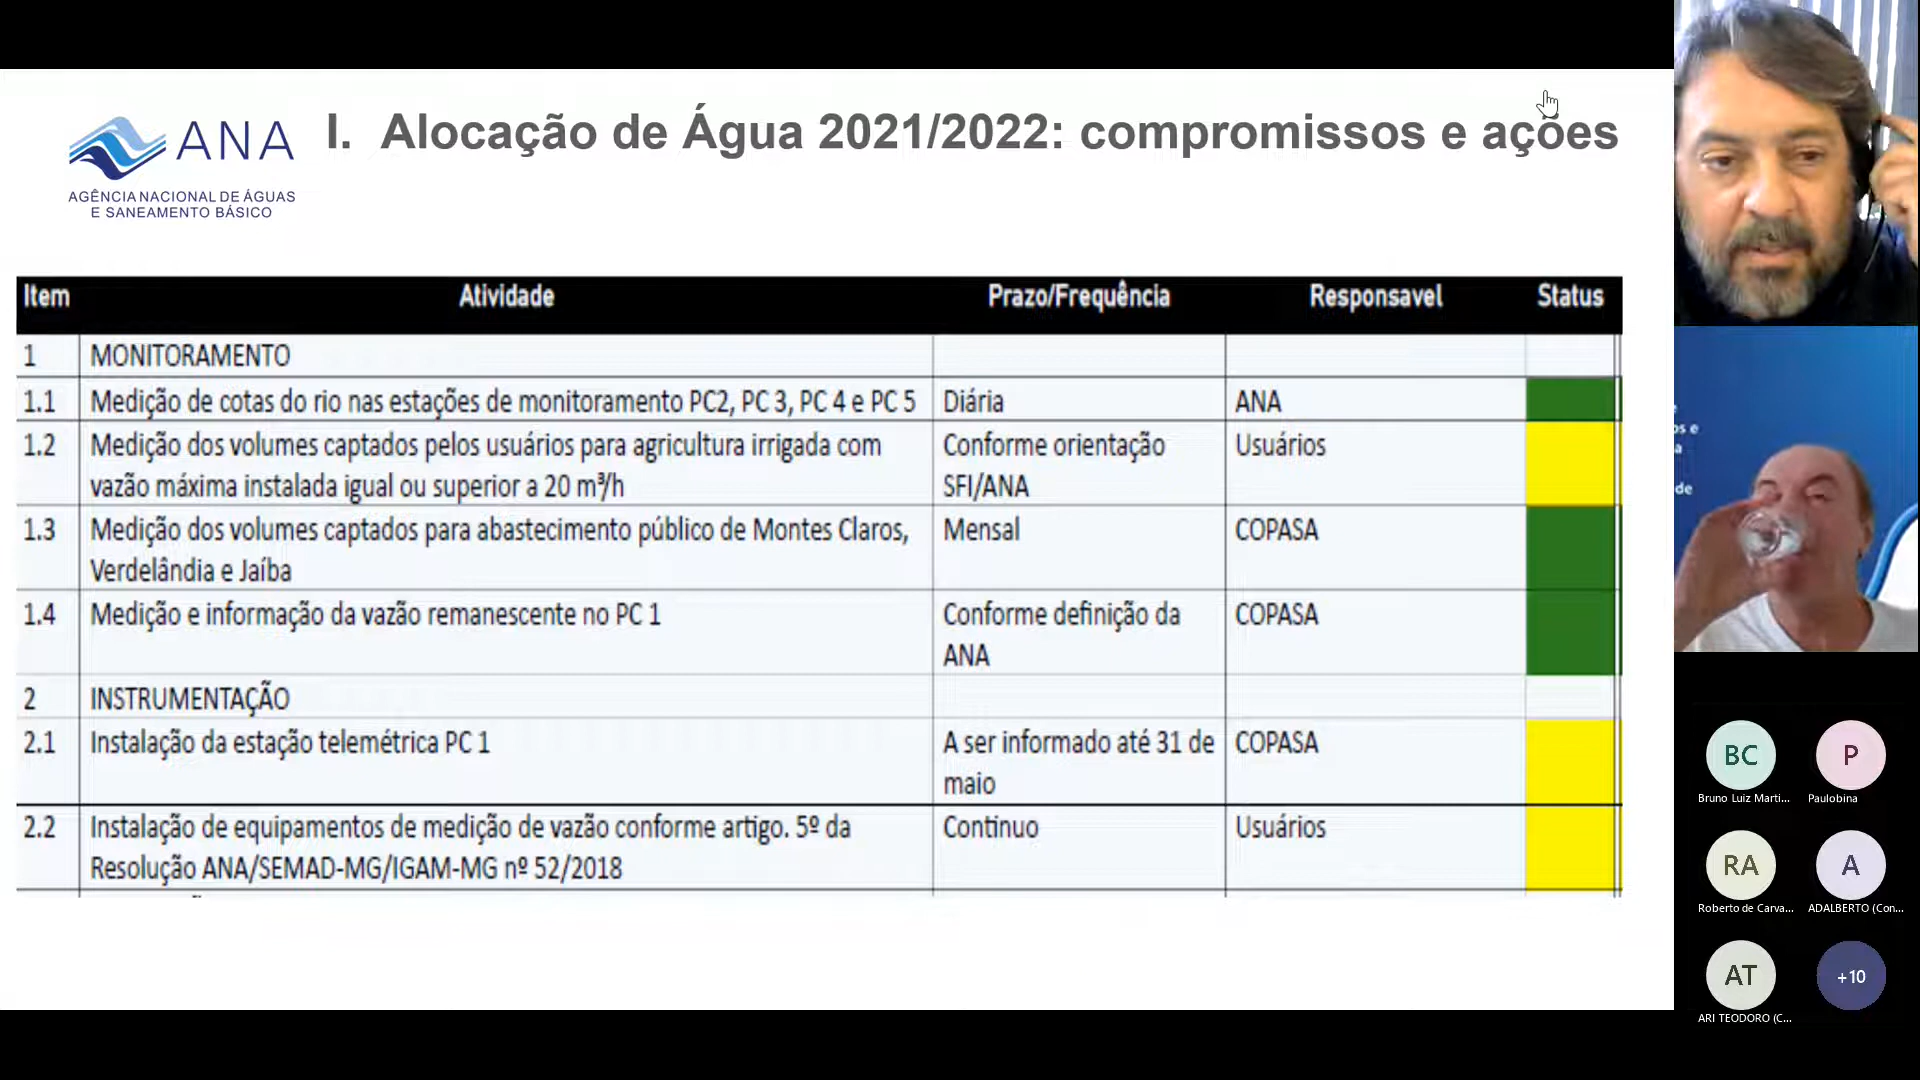 ANA
AGÊNCIA NACIONAL DE ÁGUAS
E SANEAMENTO BÁSICO
I. Alocação de Água 2021/2022: compromissos e ações
Item Atividade Prazo/Frequência Responsavel Status
1 MONITORAMENTO
1.1 Medição de cotas do rio nas estações de monitoramento PC2, PC 3, PC 4 e PC 5 Diária ANA
1.2 Medição dos volumes captados pelos usuários para agricultura irrigada com Conforme orientação Usuários
vazão máxima instalada igual ou superior a 20 m³/h SFI/ANA
1.3 Medição dos volumes captados para abastecimento público de Montes Claros, Mensal COPASA
Verdelândia e Jaíba
1.4 Medição e informação da vazão remanescente no PC 1 Conforme definição da COPASA
ANA
2 INSTRUMENTAÇÃO
2.1 Instalação da estação telemétrica PC 1 A ser informado até 31 de COPASA
maio
2.2 Instalação de equipamentos de medição de vazão conforme artigo. 5º da Contínuo Usuários
Resolução ANA/SEMAD-MG/IGAM-MG nº 52/2018
os e
a
de
BC P
Bruno Luiz Marti... Paulobina
RA A
Roberto de Carva... ADALBERTO (Con...
AT +10
ARI TEODORO (C...